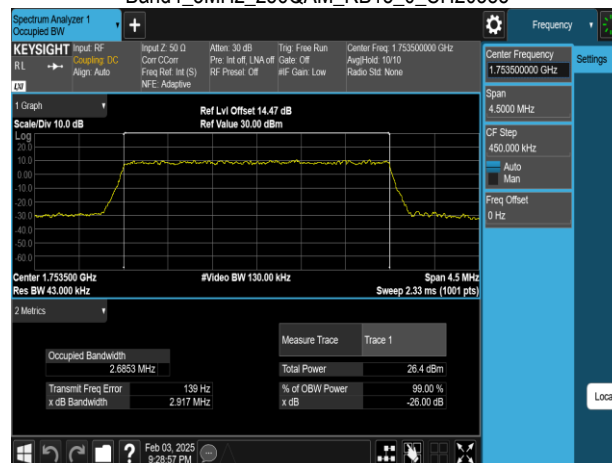 Spectrum Analyzer 1
Occupied BW
+
Frequency
KEYSIGHT
RL
Align: Auto
LXI
Input: RF
Coupling: DC
Input Z: 50 Ω
Corr CCorr
Freq Ref: Int (S)
NFE: Adaptive
Atten: 30 dB
Pre: Int off, LNA off
RF Presel: Off
Trig: Free Run
Gate: Off
#IF Gain: Low
Center Freq: 1.753500000 GHz
Avg|Hold: 10/10
Radio Std: None
Center Frequency
1.753500000 GHz
Settings
Span
4.5000 MHz
CF Step
450.000 kHz
Auto
Man
Freq Offset
0 Hz
Local
1 Graph
Scale/Div 10.0 dB
Ref Lvl Offset 14.47 dB
Ref Value 30.00 dBm
Log
20.0
10.0
0.00
-10.0
-20.0
-30.0
-40.0
-50.0
-60.0
Center 1.753500 GHz
Res BW 43.000 kHz
#Video BW 130.00 kHz
Span 4.5 MHz
Sweep 2.33 ms (1001 pts)
2 Metrics
Measure Trace Trace 1
Occupied Bandwidth
2.6853 MHz
Total Power 26.4 dBm
Transmit Freq Error 139 Hz
% of OBW Power 99.00 %
x dB Bandwidth 2.917 MHz
x dB -26.00 dB
?
Feb 03, 2025
9:28:57 PM